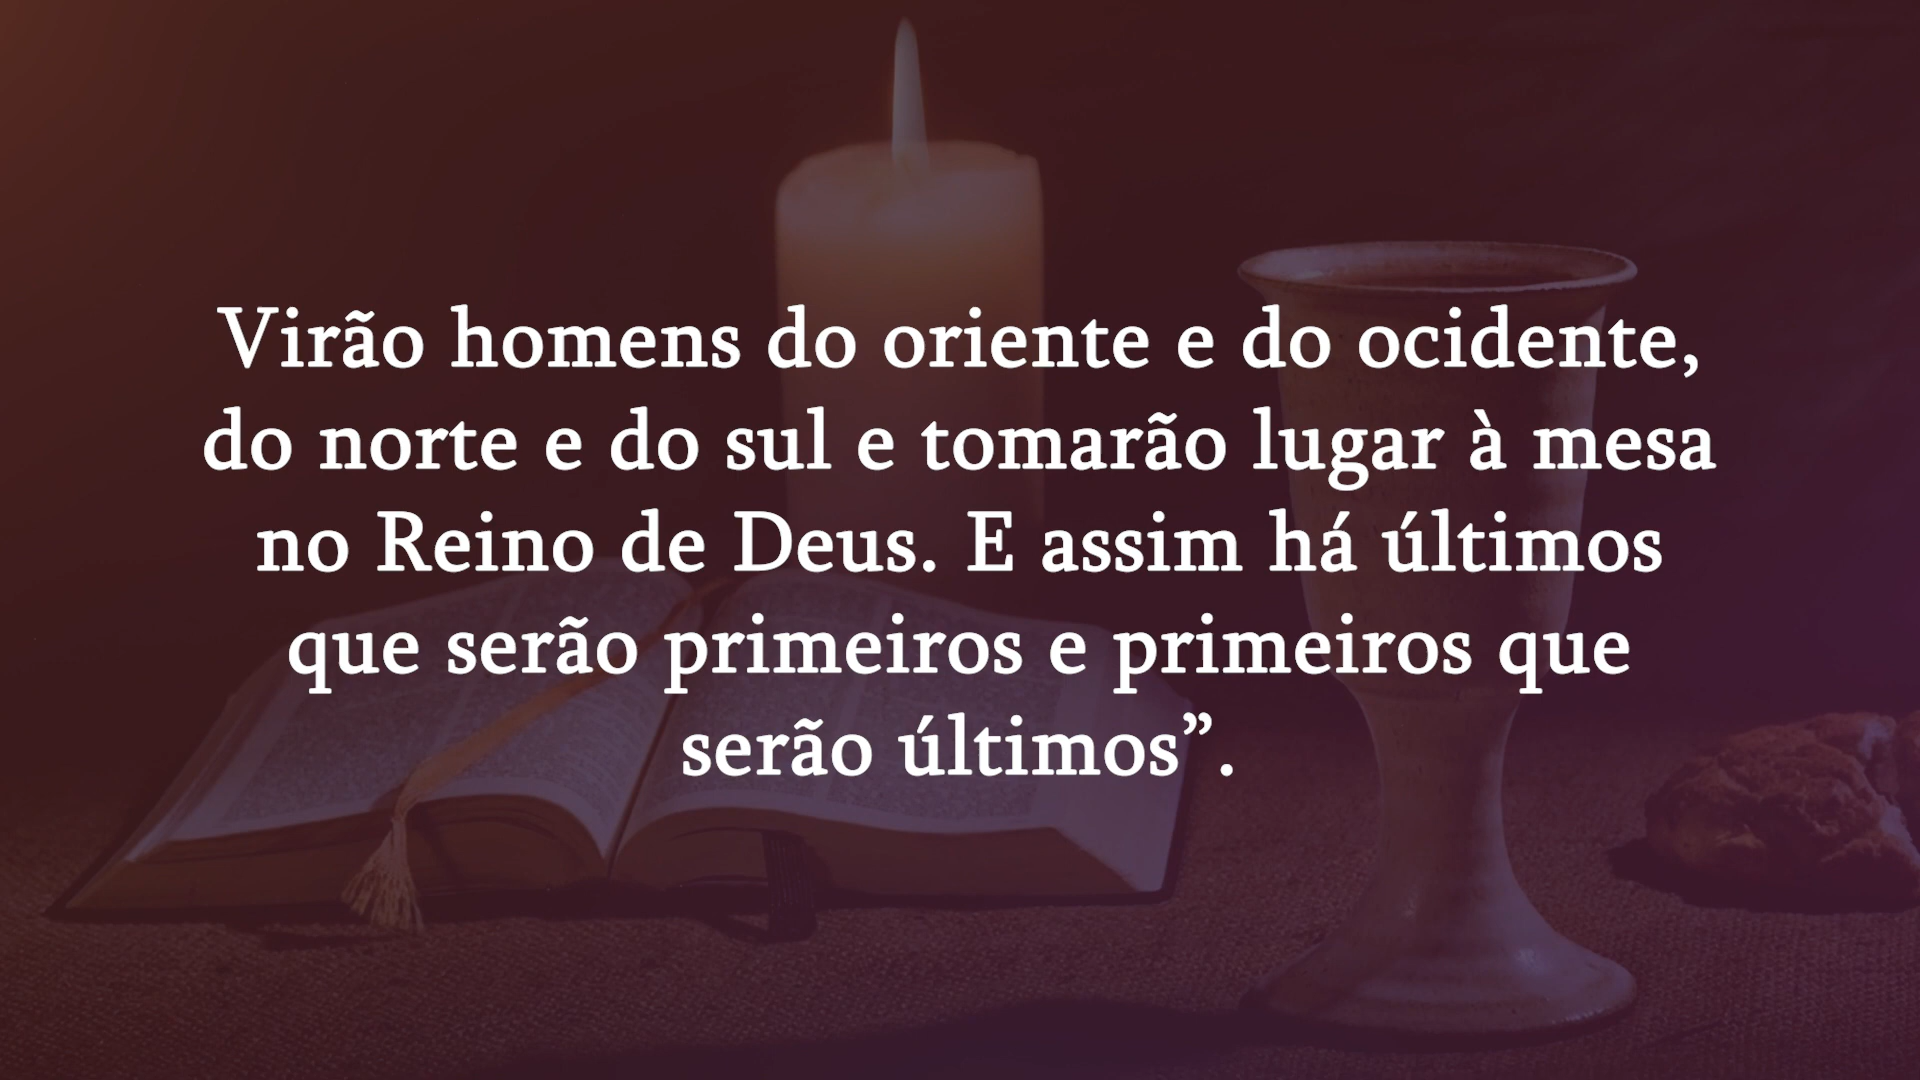 Virão homens do oriente e do ocidente,
do norte e do sul e tomarão lugar à mesa
no Reino de Deus. E assim há últimos
que serão primeiros e primeiros que
serão últimos”.